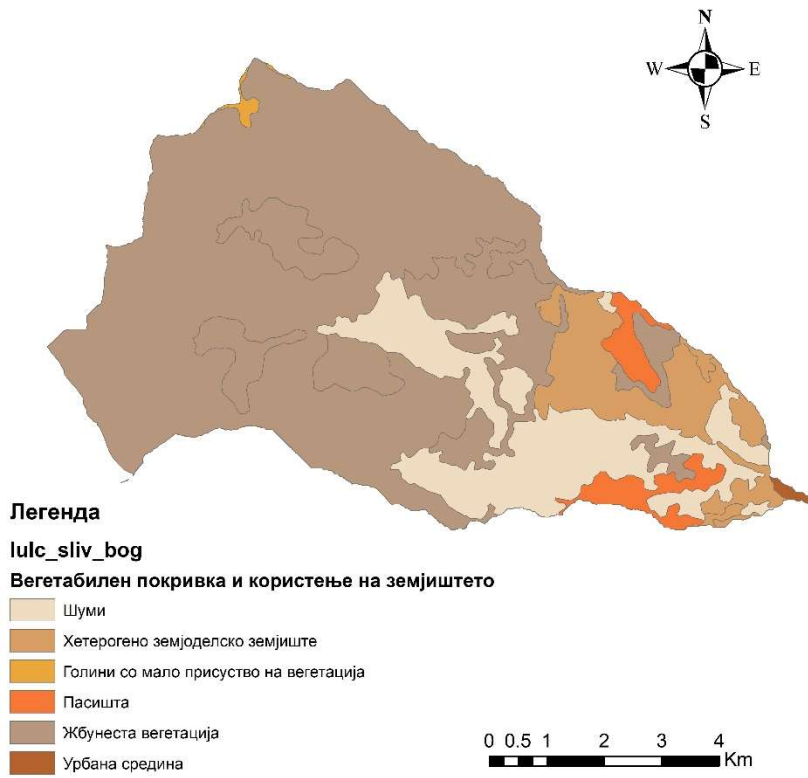 N
W E
S
Легенда
lulc_sliv_bog
Вегетабилен покривка и користење на земјиштето
Шуми
Хетерогено земјоделско земјиште
Голини со мало присуство на вегетација
Пасишта
Жбунеста вегетација
Урбана средина
0 0.5 1 2 3 4
Km